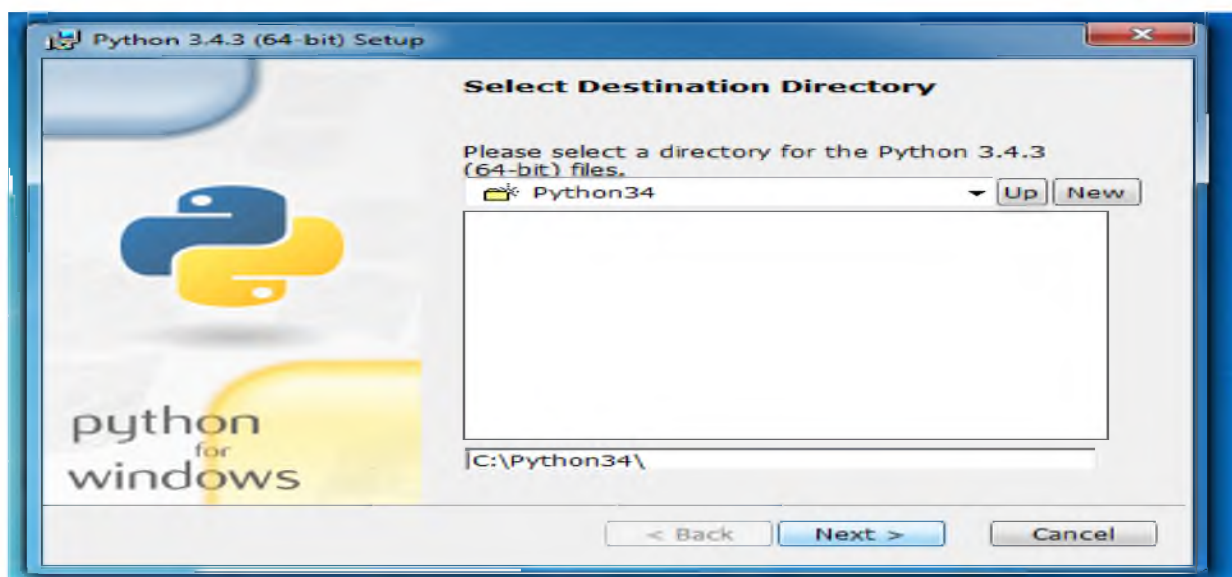 Python 3.4.3 (64-bit) Setup
Select Destination Directory
Please select a directory for the Python 3.4.3
(64-bit) files.
Python34
Up
New
C:\Python34\
python
for
windows
< Back
Next >
Cancel